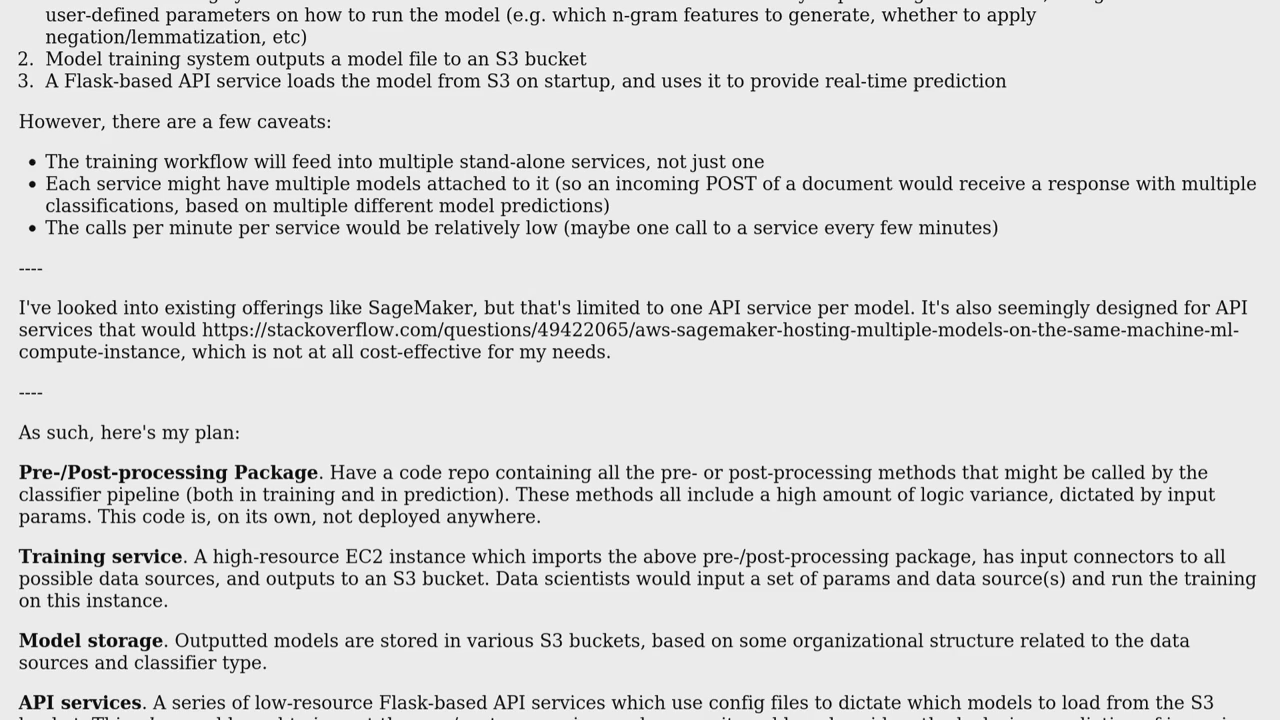 user-defined parameters on how to run the model (e.g. which n-gram features to generate, whether to apply
negation/lemmatization, etc)
2. Model training system outputs a model file to an S3 bucket
3. A Flask-based API service loads the model from S3 on startup, and uses it to provide real-time prediction
However, there are a few caveats:
• The training workflow will feed into multiple stand-alone services, not just one
• Each service might have multiple models attached to it (so an incoming POST of a document would receive a response with multiple
classifications, based on multiple different model predictions)
• The calls per minute per service would be relatively low (maybe one call to a service every few minutes)
----
I've looked into existing offerings like SageMaker, but that's limited to one API service per model. It's also seemingly designed for API
services that would https://stackoverflow.com/questions/49422065/aws-sagemaker-hosting-multiple-models-on-the-same-machine-ml-
compute-instance, which is not at all cost-effective for my needs.
----
As such, here's my plan:
Pre-/Post-processing Package. Have a code repo containing all the pre- or post-processing methods that might be called by the
classifier pipeline (both in training and in prediction). These methods all include a high amount of logic variance, dictated by input
params. This code is, on its own, not deployed anywhere.
Training service. A high-resource EC2 instance which imports the above pre-/post-processing package, has input connectors to all
possible data sources, and outputs to an S3 bucket. Data scientists would input a set of params and data source(s) and run the training
on this instance.
Model storage. Outputted models are stored in various S3 buckets, based on some organizational structure related to the data
sources and classifier type.
API services. A series of low-resource Flask-based API services which use config files to dictate which models to load from the S3